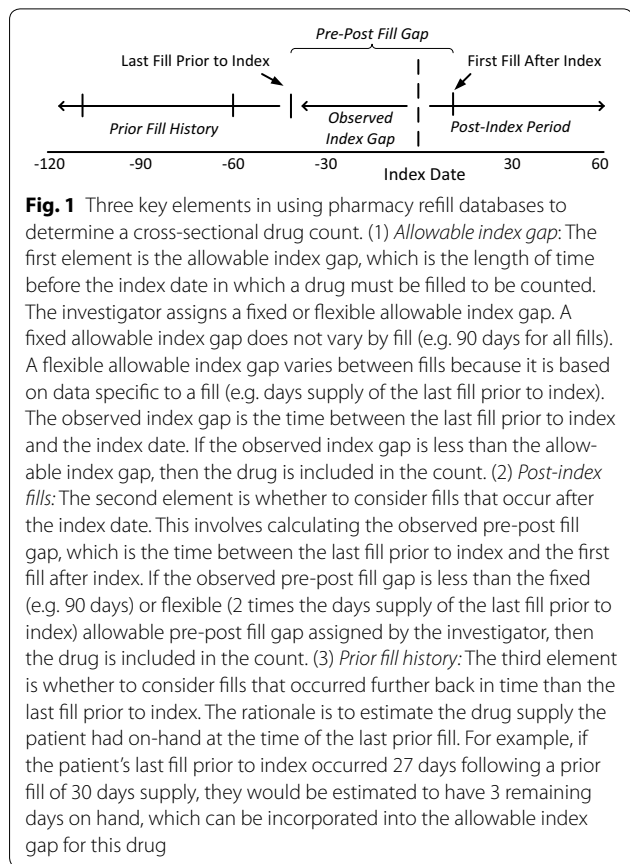 Pre-Post Fill Gap
Last Fill Prior to Index
First Fill After Index
Prior Fill History
Observed
Index Gap
Post-Index Period
-120 -90 -60 -30 Index Date 30 60
Fig. 1 Three key elements in using pharmacy refill databases to
determine a cross-sectional drug count. (1) Allowable index gap: The
first element is the allowable index gap, which is the length of time
before the index date in which a drug must be filled to be counted.
The investigator assigns a fixed or flexible allowable index gap. A
fixed allowable index gap does not vary by fill (e.g. 90 days for all fills).
A flexible allowable index gap varies between fills because it is based
on data specific to a fill (e.g. days supply of the last fill prior to index).
The observed index gap is the time between the last fill prior to index
and the index date. If the observed index gap is less than the allow-
able index gap, then the drug is included in the count. (2) Post-index
fills: The second element is whether to consider fills that occur after
the index date. This involves calculating the observed pre-post fill
gap, which is the time between the last fill prior to index and the first
fill after index. If the observed pre-post fill gap is less than the fixed
(e.g. 90 days) or flexible (2 times the days supply of the last fill prior to
index) allowable pre-post fill gap assigned by the investigator, then
the drug is included in the count. (3) Prior fill history: The third element
is whether to consider fills that occurred further back in time than the
last fill prior to index. The rationale is to estimate the drug supply the
patient had on-hand at the time of the last prior fill. For example, if
the patient's last fill prior to index occurred 27 days following a prior
fill of 30 days supply, they would be estimated to have 3 remaining
days on hand, which can be incorporated into the allowable index
gap for this drug